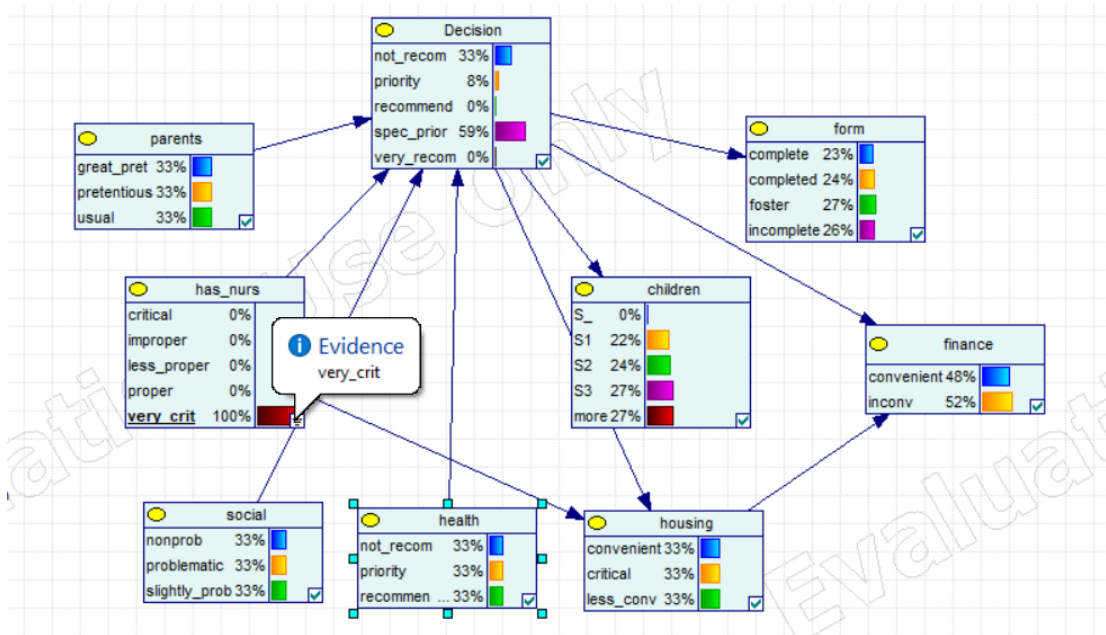 Decision
not_recom 33%
priority 8%
recommend 0%
spec_prior 59%
very_recom 0%
parents
great_pret 33%
pretentious 33%
usual 33%
form
complete 23%
completed 24%
foster 27%
incomplete 26%
has_nurs
critical 0%
improper 0%
less_proper 0%
proper 0%
very_crit 100%
Evidence
very_crit
children
S_ 0%
S1 22%
S2 24%
S3 27%
more 27%
finance
convenient 48%
inconv 52%
social
nonprob 33%
problematic 33%
slightly_prob 33%
health
not_recom 33%
priority 33%
recommen ... 33%
housing
convenient 33%
critical 33%
less_conv 33%
Use Only
Evaluat